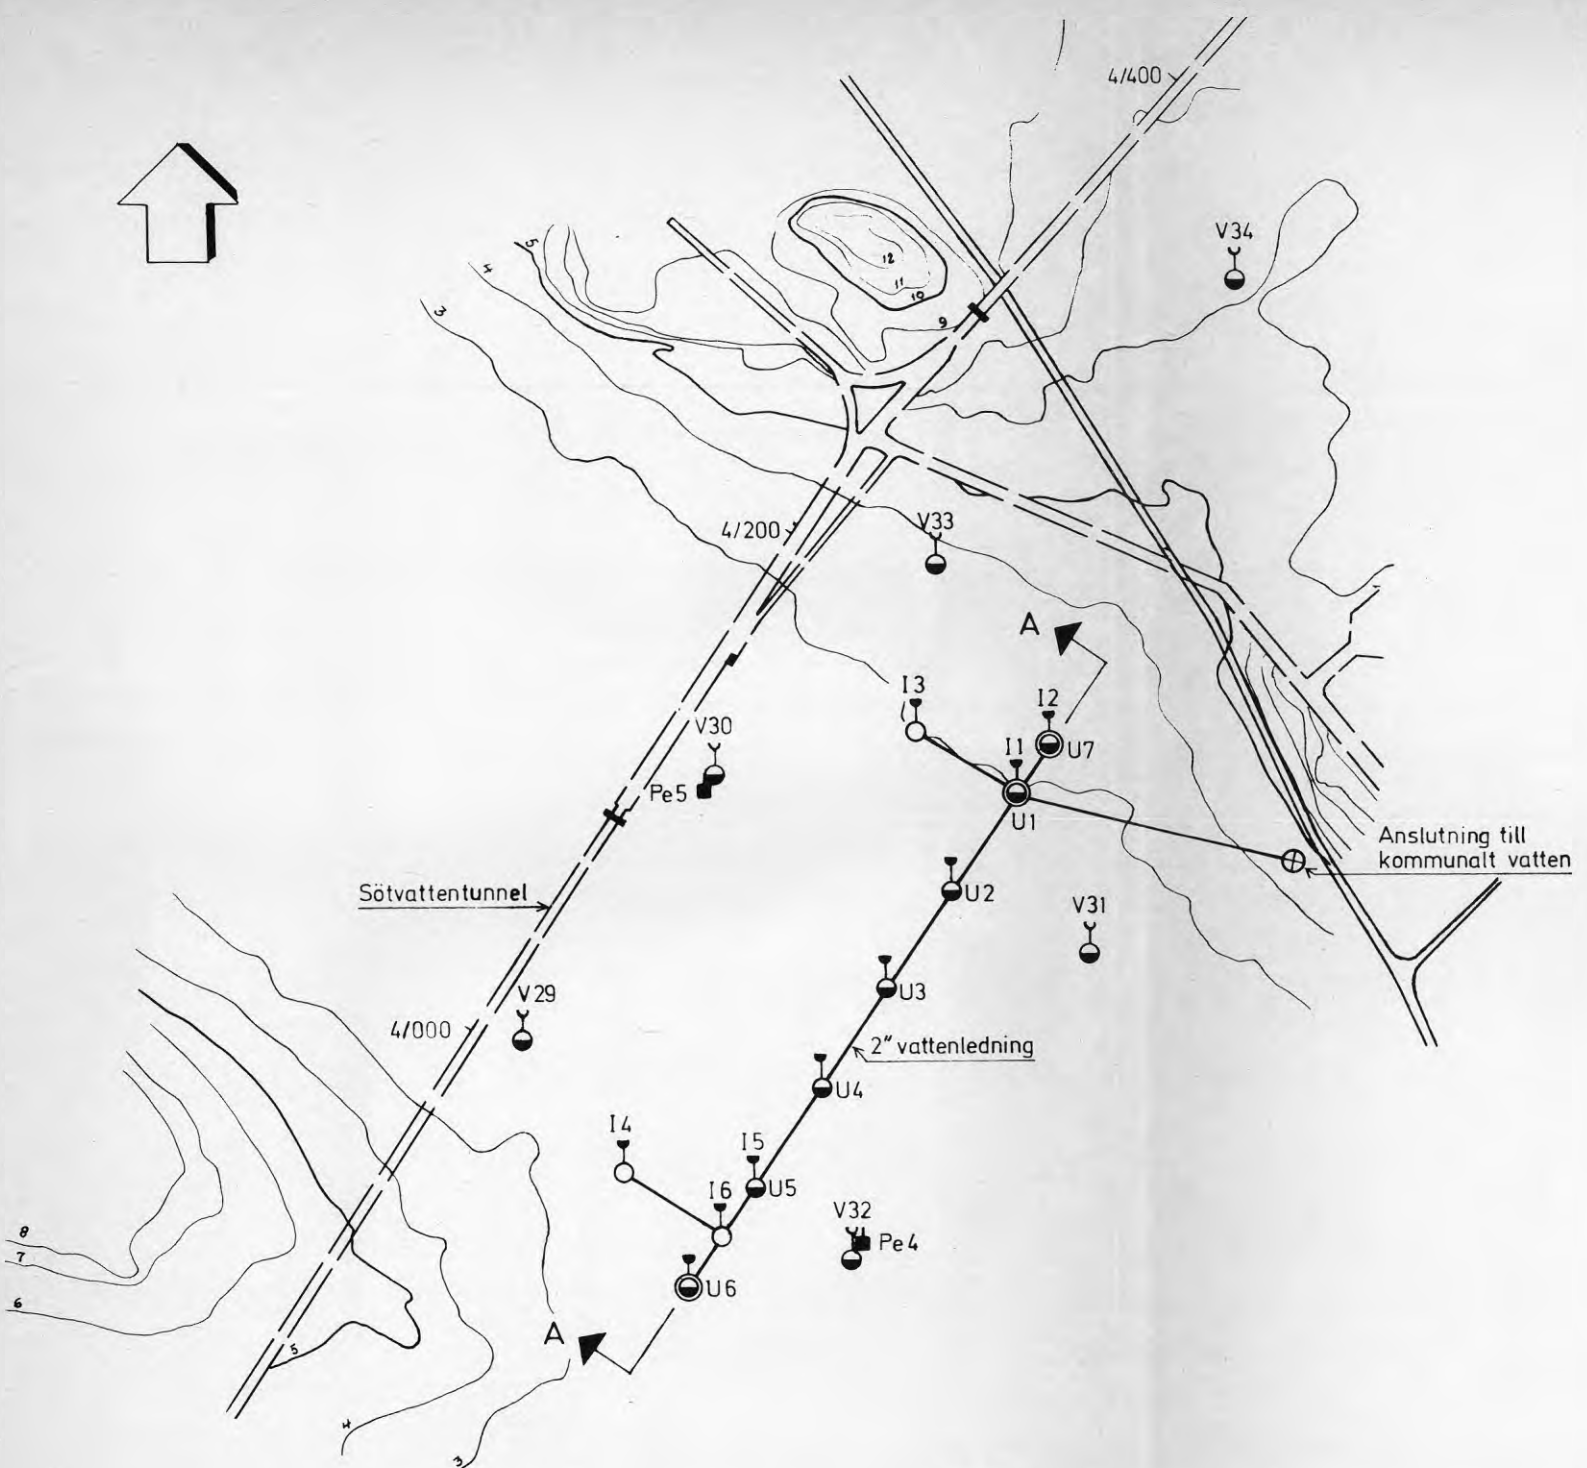 4/400
V34
5
4
3
12
11
10
9
4/200
V33
A
I3
I2
V30
I1
U7
Pe5
U1
Anslutning till
kommunalt vatten
Sötvattentunnel
U2
V31
V29
U3
4/000
2" vattenledning
U4
I4
I5
I6
U5
V32
Pe4
8
7
6
U6
A
5
4
3